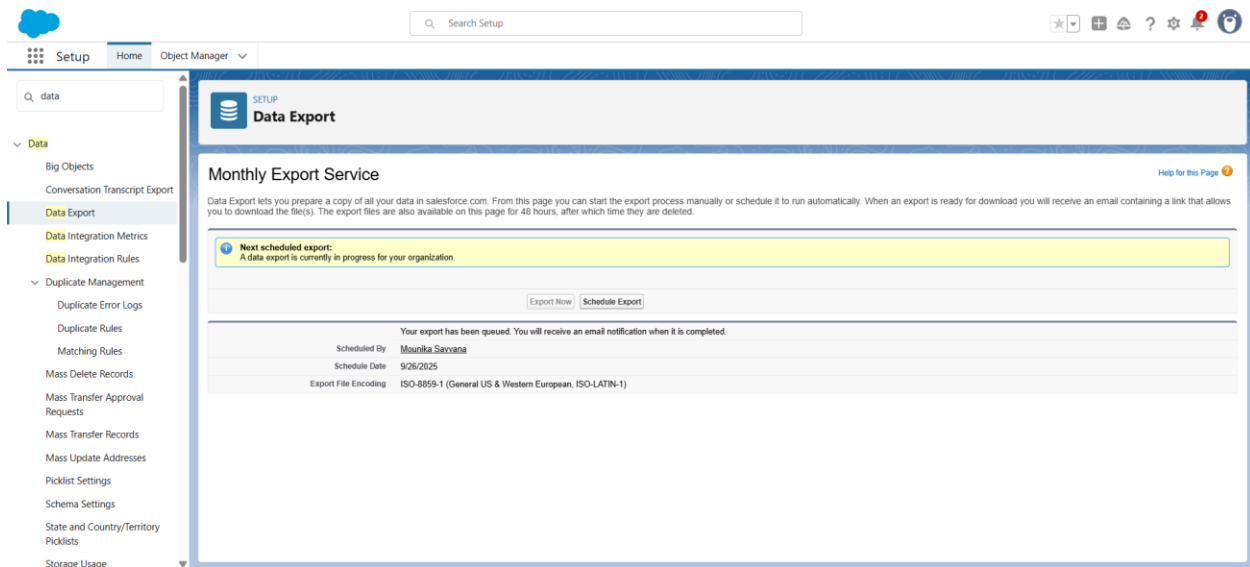 Search Setup
2
Setup
Home
Object Manager
data
Data
Big Objects
Conversation Transcript Export
Data Export
Data Integration Metrics
Data Integration Rules
Duplicate Management
Duplicate Error Logs
Duplicate Rules
Matching Rules
Mass Delete Records
Mass Transfer Approval
Requests
Mass Transfer Records
Mass Update Addresses
Picklist Settings
Schema Settings
State and Country/Territory
Picklists
Storage Usage
SETUP
Data Export
Monthly Export Service
Help for this Page ?
Data Export lets you prepare a copy of all your data in salesforce.com. From this page you can start the export process manually or schedule it to run automatically. When an export is ready for download you will receive an email containing a link that allows
you to download the file(s). The export files are also available on this page for 48 hours, after which time they are deleted.
Next scheduled export:
A data export is currently in progress for your organization.
Export Now Schedule Export
Your export has been queued. You will receive an email notification when it is completed.
Scheduled By Mounika Savvana
Schedule Date 9/26/2025
Export File Encoding ISO-8859-1 (General US & Western European, ISO-LATIN-1)